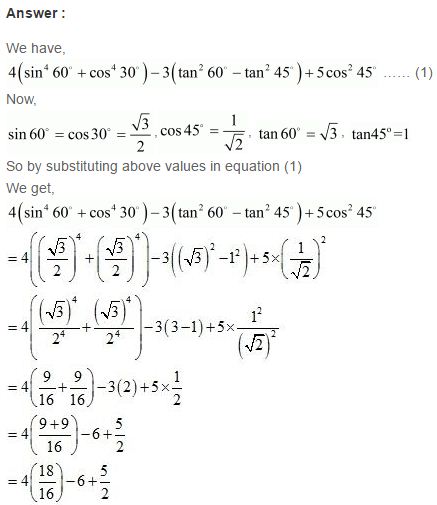 Answer :
We have,
4(sin⁴ 60° + cos⁴ 30°) − 3(tan² 60° − tan² 45°) + 5cos² 45° ...... (1)
Now,
sin 60° = cos 30° = √3/2 , cos 45° = 1/√2 , tan 60° = √3 , tan45º=1
So by substituting above values in equation (1)
We get,
4(sin⁴ 60° + cos⁴ 30°) − 3(tan² 60° − tan² 45°) + 5cos² 45°
= 4((√3/2)⁴ + (√3/2)⁴) − 3((√3)² − 1²) + 5 × (1/√2)²
= 4((√3)⁴/2⁴ + (√3)⁴/2⁴) − 3(3 − 1) + 5 × 1²/(√2)²
= 4(9/16 + 9/16) − 3(2) + 5 × 1/2
= 4((9+9)/16) − 6 + 5/2
= 4(18/16) − 6 + 5/2